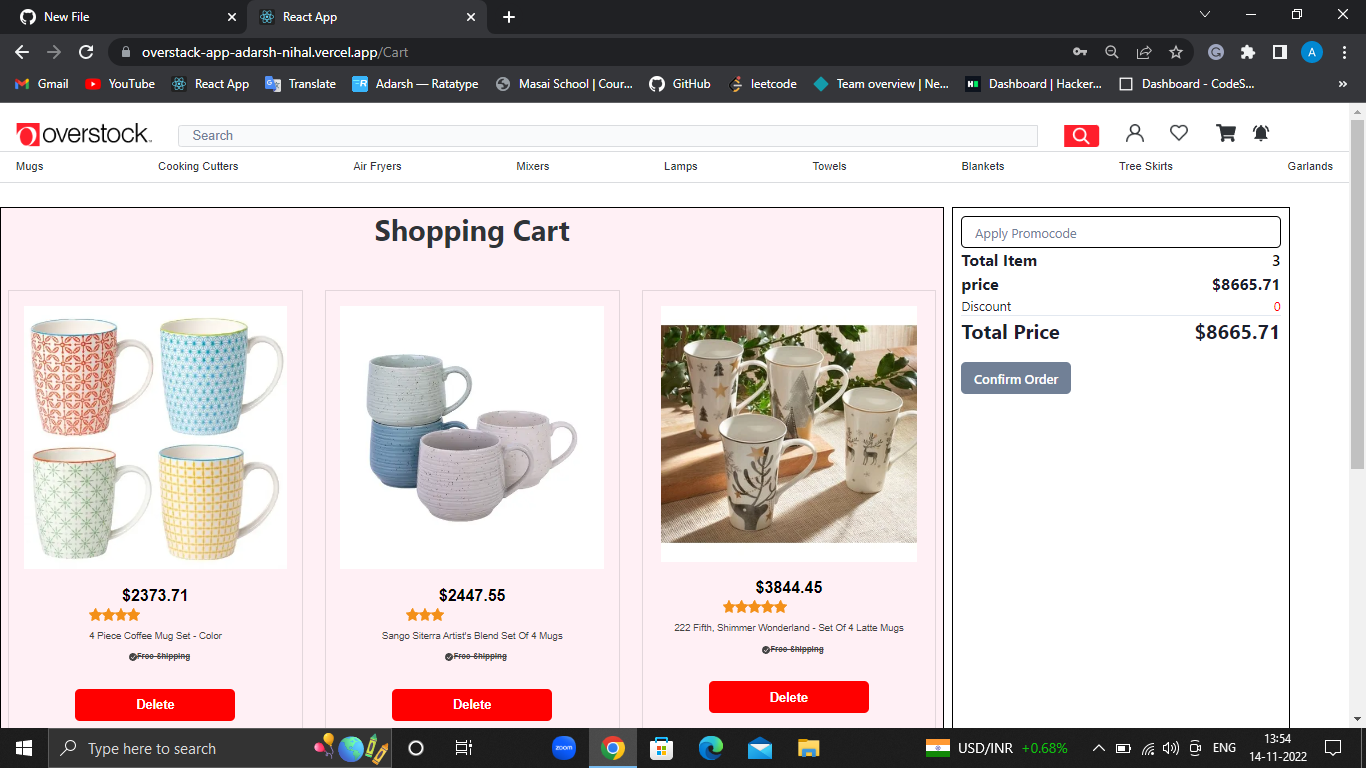 New File
React App
overstack-app-adarsh-nihal.vercel.app/Cart
A
Gmail YouTube React App Translate Adarsh — Ratatype Masai School | Cour... GitHub leetcode Team overview | Ne... Dashboard | Hacker... Dashboard - CodeS... »
overstock.
Search
Mugs Cooking Cutters Air Fryers Mixers Lamps Towels Blankets Tree Skirts Garlands
Shopping Cart
$2373.71
4 Piece Coffee Mug Set - Color
Free Shipping
Delete
$2447.55
Sango Siterra Artist's Blend Set Of 4 Mugs
Free Shipping
Delete
$3844.45
222 Fifth, Shimmer Wonderland - Set Of 4 Latte Mugs
Free Shipping
Delete
Apply Promocode
Total Item 3
price $8665.71
Discount 0
Total Price $8665.71
Confirm Order
Type here to search
zoom
USD/INR +0.68%
ENG
13:54
14-11-2022